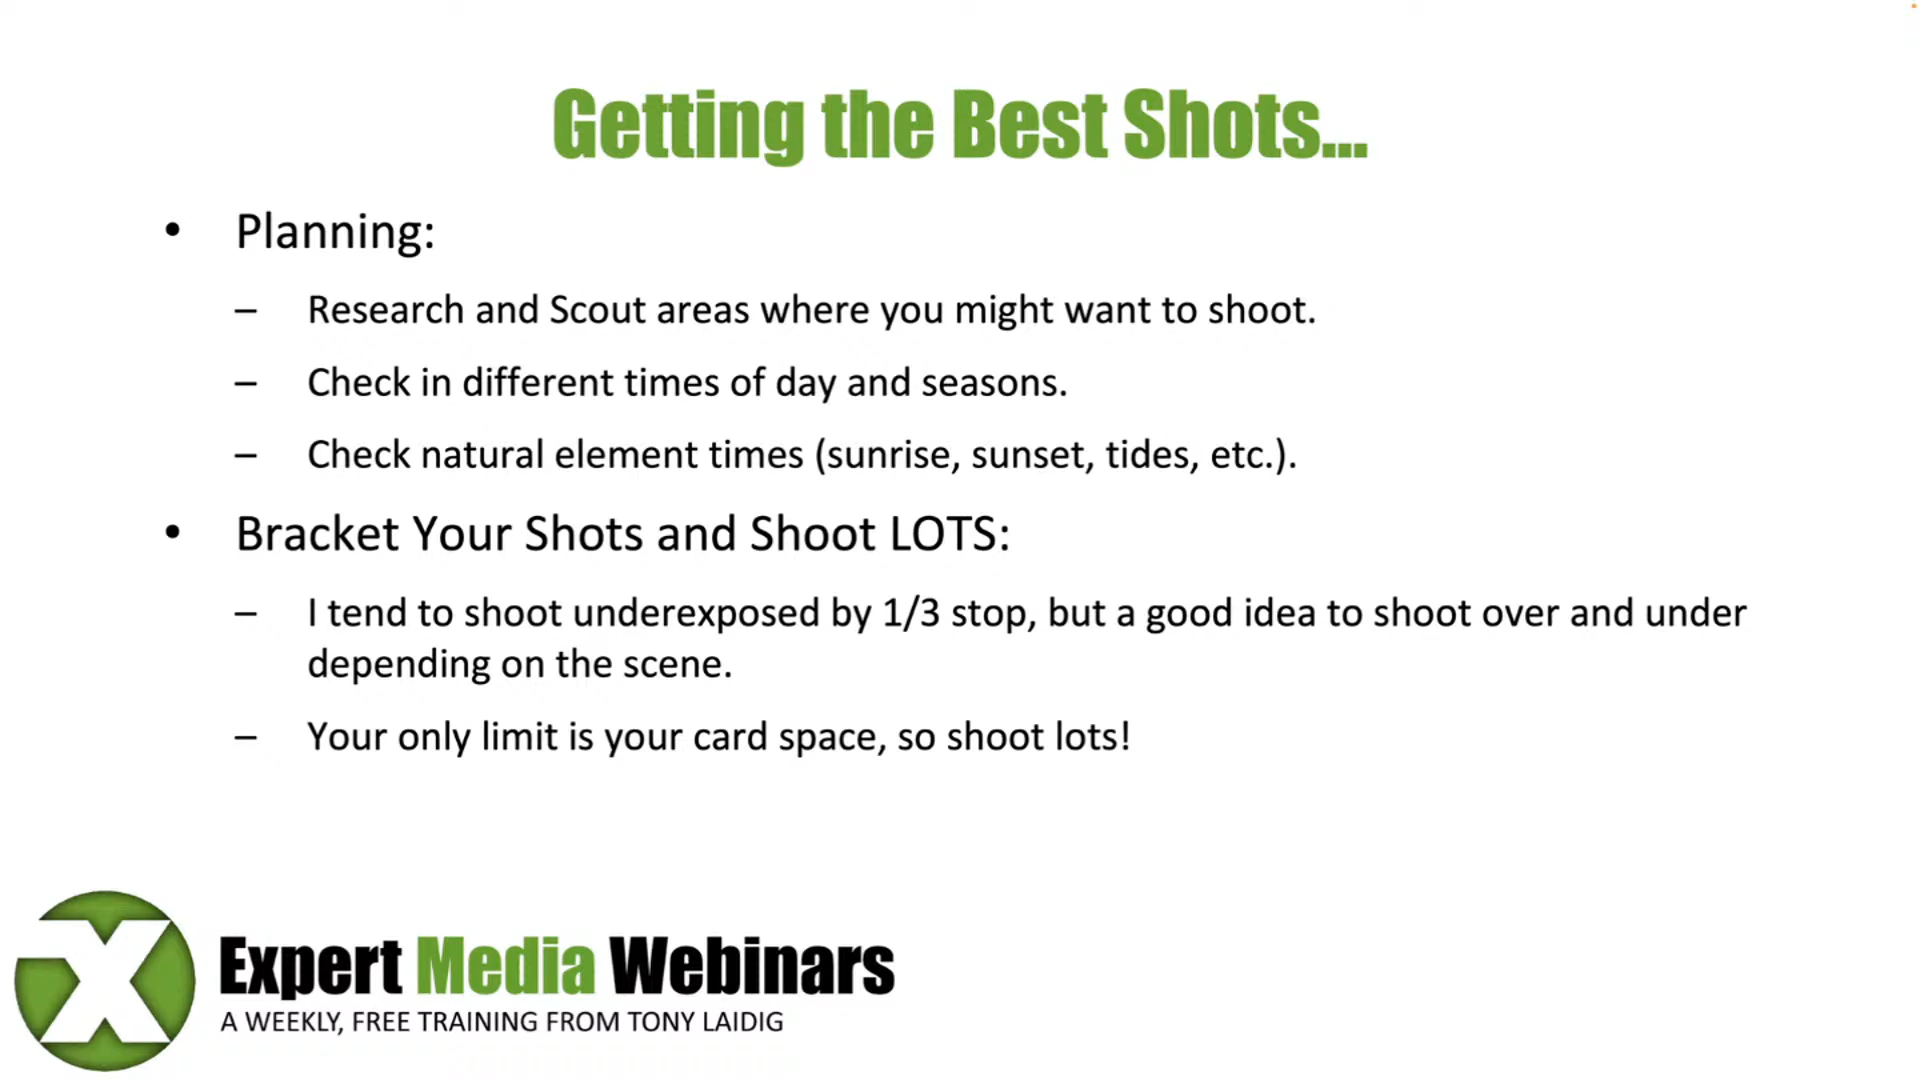 Getting the Best Shots...
• Planning:
– Research and Scout areas where you might want to shoot.
– Check in different times of day and seasons.
– Check natural element times (sunrise, sunset, tides, etc.).
• Bracket Your Shots and Shoot LOTS:
– I tend to shoot underexposed by 1/3 stop, but a good idea to shoot over and under
depending on the scene.
– Your only limit is your card space, so shoot lots!
X
Expert Media Webinars
A WEEKLY, FREE TRAINING FROM TONY LAIDIG